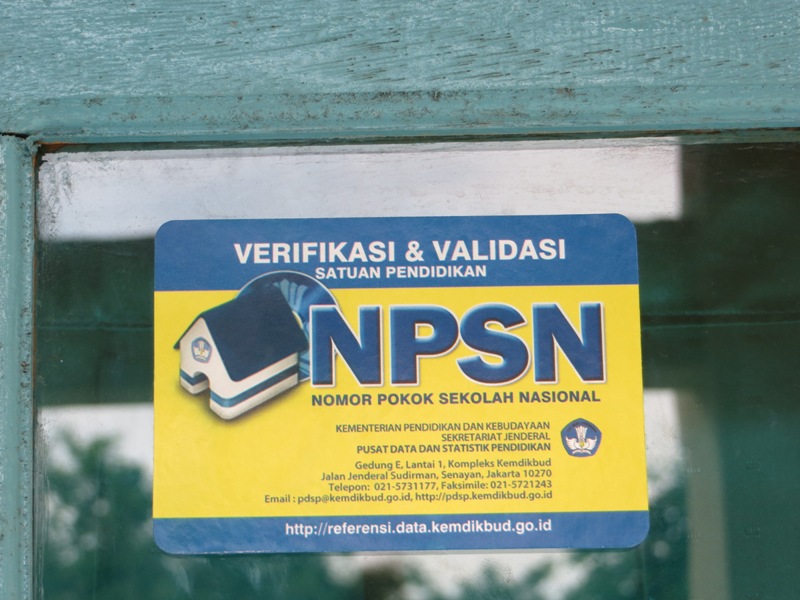 VERIFIKASI & VALIDASI
SATUAN PENDIDIKAN
NPSN
NOMOR POKOK SEKOLAH NASIONAL
KEMENTERIAN PENDIDIKAN DAN KEBUDAYAAN
SEKRETARIAT JENDERAL
PUSAT DATA DAN STATISTIK PENDIDIKAN
Gedung E, Lantai 1, Kompleks Kemdikbud
Jalan Jenderal Sudirman, Senayan, Jakarta 10270
Telepon: 021-5731177, Faksimile: 021-5721243
Email : pdsp@kemdikbud.go.id, http://pdsp.kemdikbud.go.id
http://referensi.data.kemdikbud.go.id